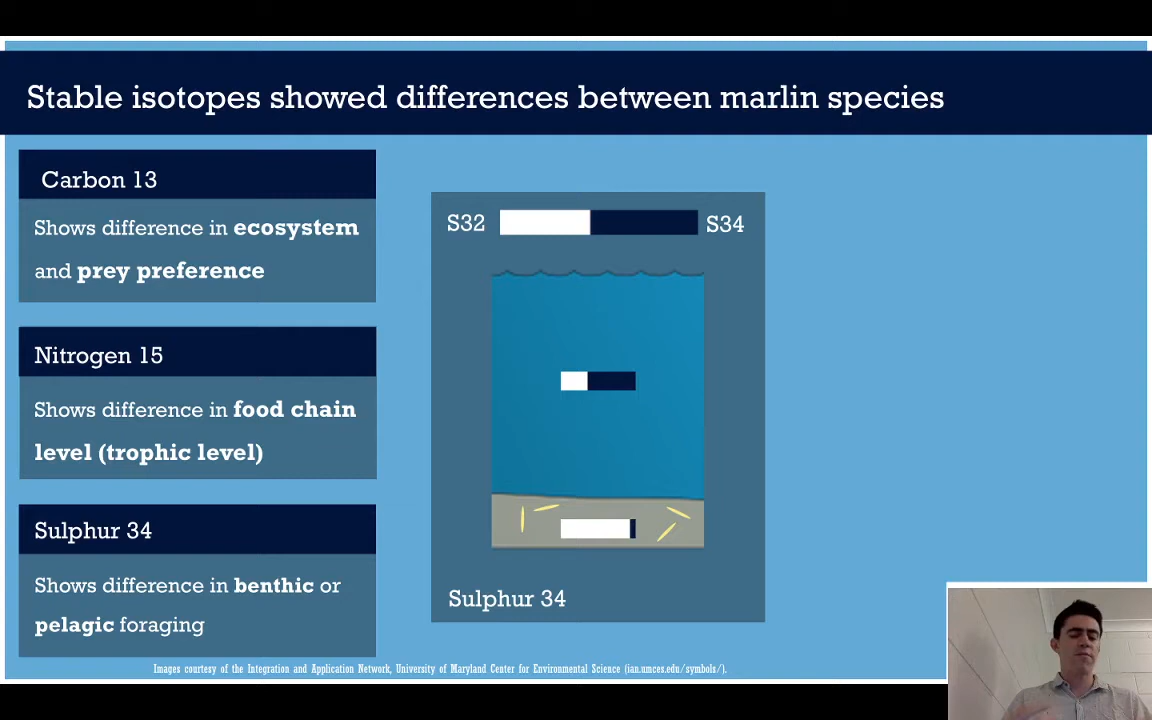 Stable isotopes showed differences between marlin species
Carbon 13
Shows difference in ecosystem
and prey preference
Nitrogen 15
Shows difference in food chain
level (trophic level)
Sulphur 34
Shows difference in benthic or
pelagic foraging
S32
S34
Sulphur 34
Images courtesy of the Integration and Application Network, University of Maryland Center for Environmental Science (ian.umces.edu/symbols/).